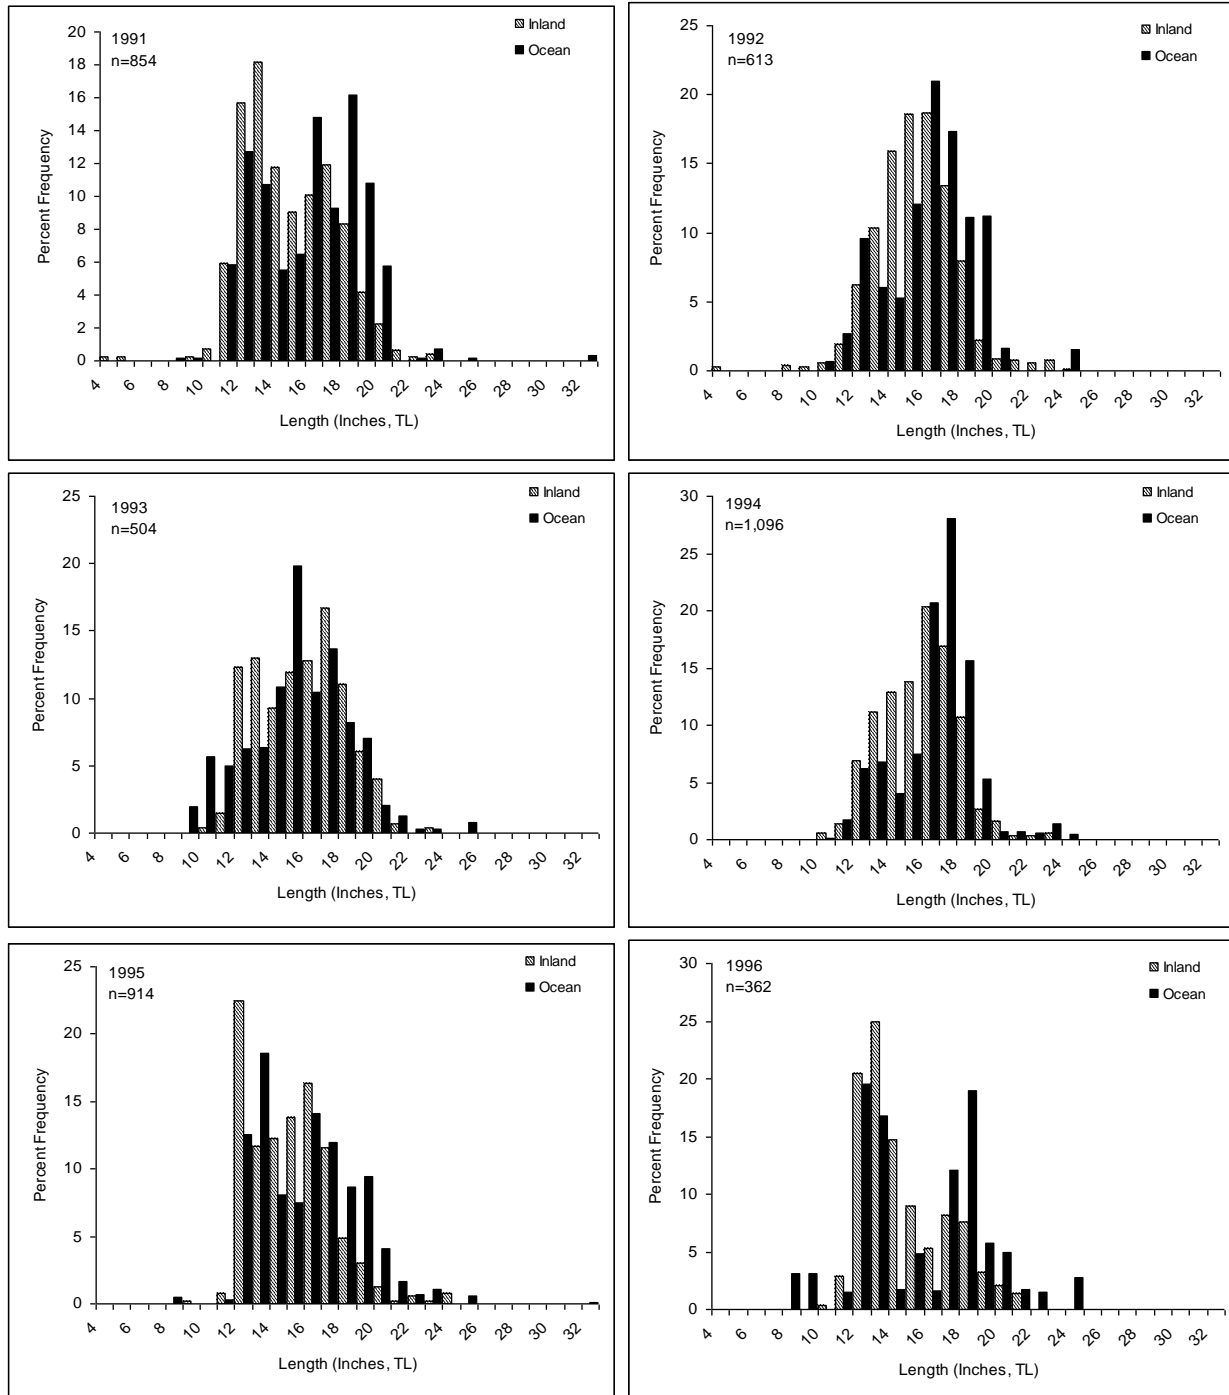 1991
n=854
Inland
Ocean
20
18
16
14
12
10
8
6
4
2
0
Percent Frequency
4 6 8 10 12 14 16 18 20 22 24 26 28 30 32
Length (Inches, TL)
1992
n=613
Inland
Ocean
25
20
15
10
5
0
Percent Frequency
4 6 8 10 12 14 16 18 20 22 24 26 28 30 32
Length (Inches, TL)
1993
n=504
Inland
Ocean
25
20
15
10
5
0
Percent Frequency
4 6 8 10 12 14 16 18 20 22 24 26 28 30 32
Length (Inches, TL)
1994
n=1,096
Inland
Ocean
30
25
20
15
10
5
0
Percent Frequency
4 6 8 10 12 14 16 18 20 22 24 26 28 30 32
Length (Inches, TL)
1995
n=914
Inland
Ocean
25
20
15
10
5
0
Percent Frequency
4 6 8 10 12 14 16 18 20 22 24 26 28 30 32
Length (Inches, TL)
1996
n=362
Inland
Ocean
30
25
20
15
10
5
0
Percent Frequency
4 6 8 10 12 14 16 18 20 22 24 26 28 30 32
Length (Inches, TL)